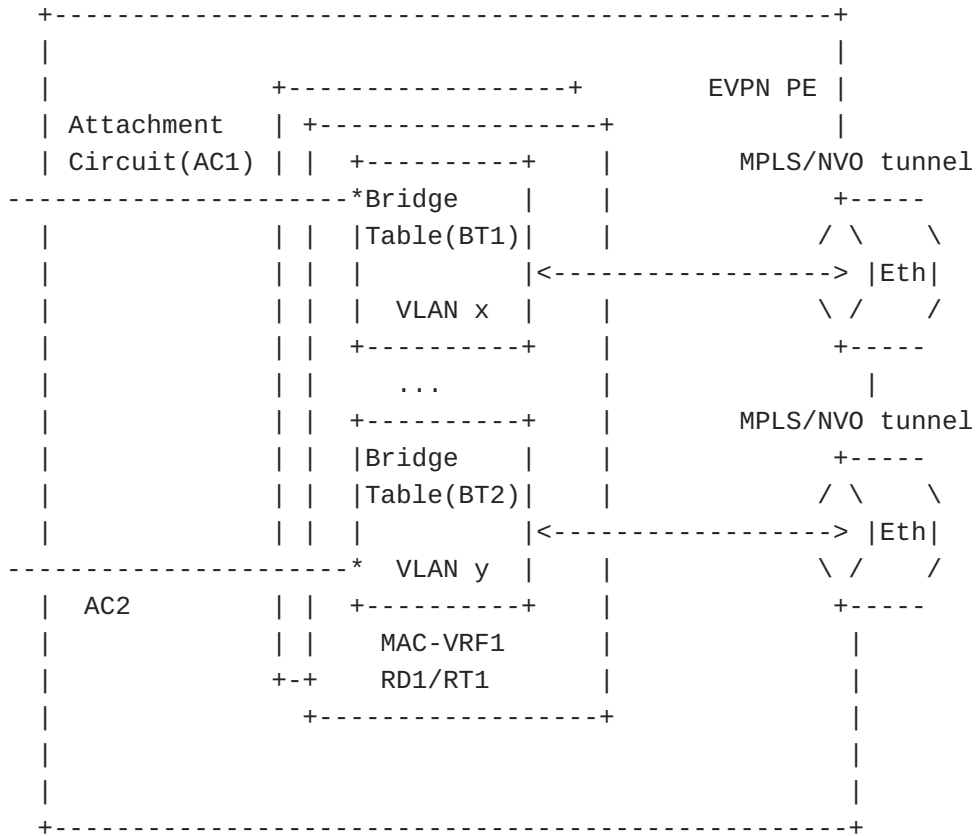 EVPN PE
Attachment
Circuit(AC1)
MPLS/NVO tunnel
Bridge
Table(BT1)
Eth
VLAN x
...
MPLS/NVO tunnel
Bridge
Table(BT2)
Eth
VLAN y
AC2
MAC-VRF1
RD1/RT1